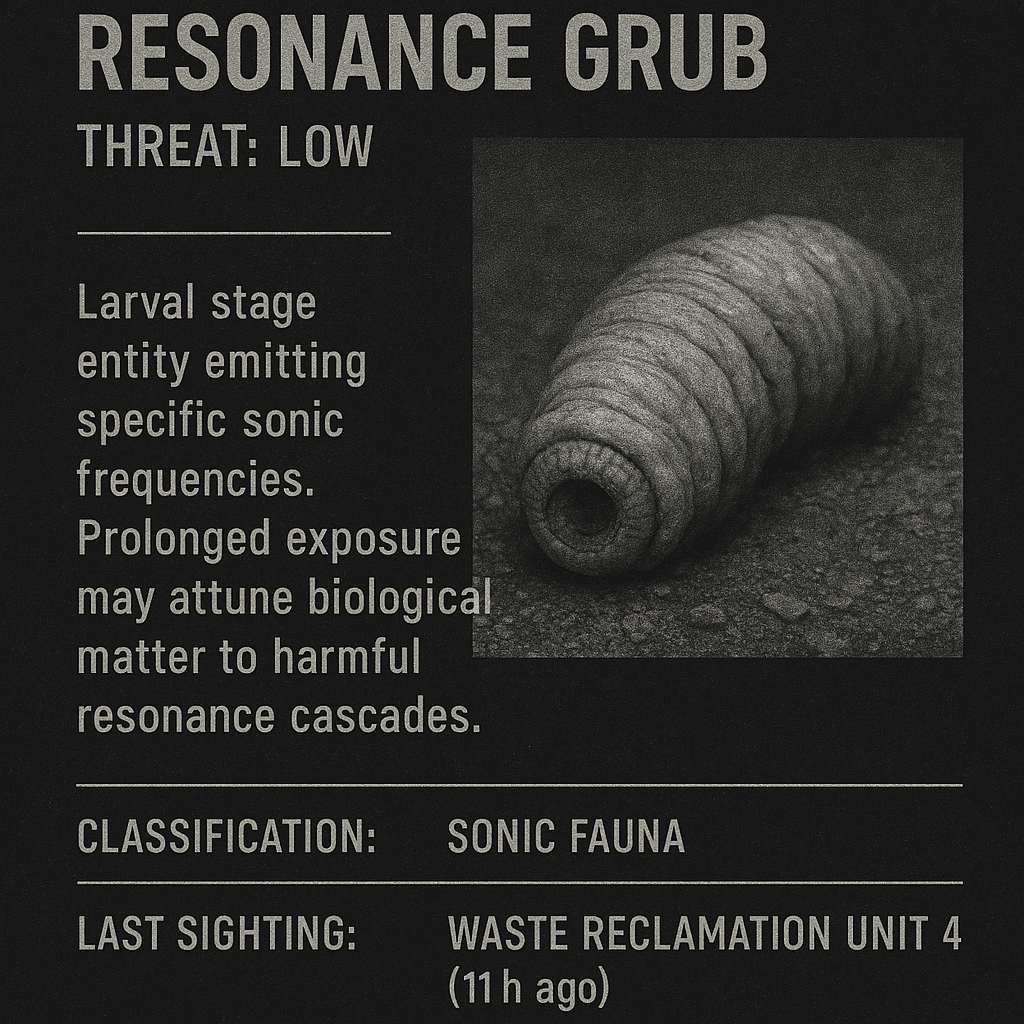 RESONANCE GRUB
THREAT: LOW
Larval stage
entity emitting
specific sonic
frequencies.
Prolonged exposure
may attune biological
matter to harmful
resonance cascades.
CLASSIFICATION: SONIC FAUNA
LAST SIGHTING: WASTE RECLAMATION UNIT 4
(11 h ago)